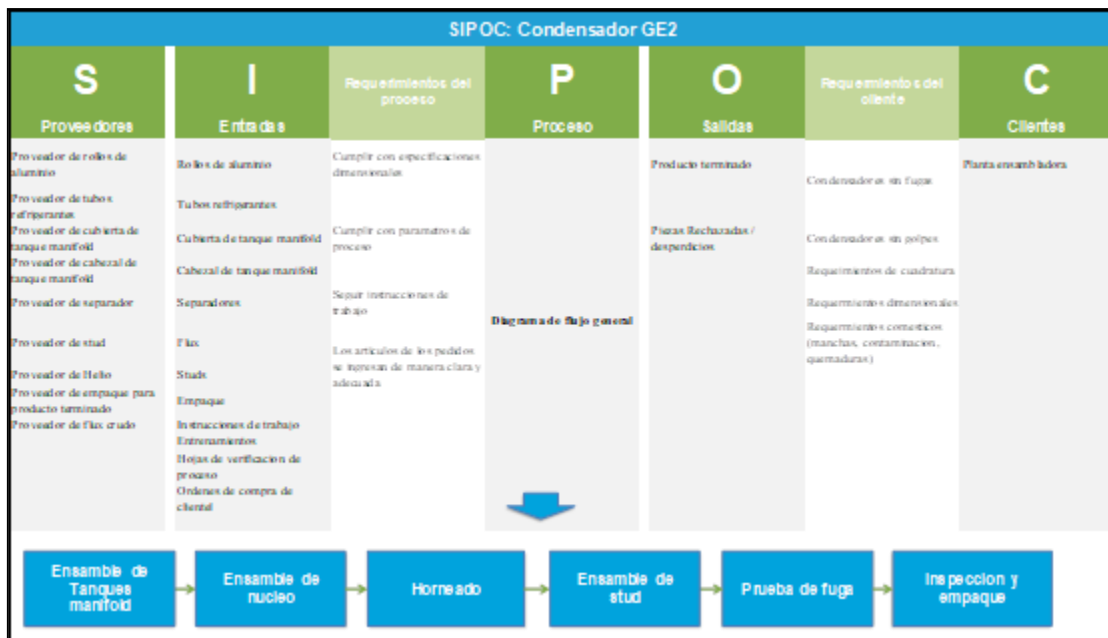 SIPOC: Condensador GE2
S
Proveedores
I
Entradas
Requerimientos del
proceso
P
Proceso
O
Salidas
Requermientos del
cliente
C
Clientes
Proveedor de rollos de
aluminio
Proveedor de tubos
refrigerantes
Proveedor de cubierta de
tanque manifold
Proveedor de cabezal de
tanque manifold
Proveedor de separador
Proveedor de stud
Proveedor de Helio
Proveedor de empaque para
producto terminado
Proveedor de flux crudo
Rollos de aluminio
Tubos refrigerantes
Cubierta de tanque manifold
Cabezal de tanque manifold
Separadores
Flux
Studs
Empaque
Instrucciones de trabajo
Entrenamientos
Hojas de verificacion de
proceso
Ordenes de compra de
clientel
Cumplir con especificaciones
dimensionales
Cumplir con parametros de
proceso
Seguir instrucciones de
trabajo
Los articulos de los pedidos
se ingresan de manera clara y
adecuada
Diagrama de flujo general
Producto terminado
Piezas Rechazadas /
desperdicios
Condensadores sin fugas
Condensadores sin golpes
Requeimientos de cuadratura
Requermientos dimensionales
Requermientos cosmeticos
(manchas, contaminacion,
quemaduras)
Planta ensambladora
Ensamble de
Tanques
manifold
Ensamble de
nucleo
Horneado
Ensamble de
stud
Prueba de fuga
Inspeccion y
empaque